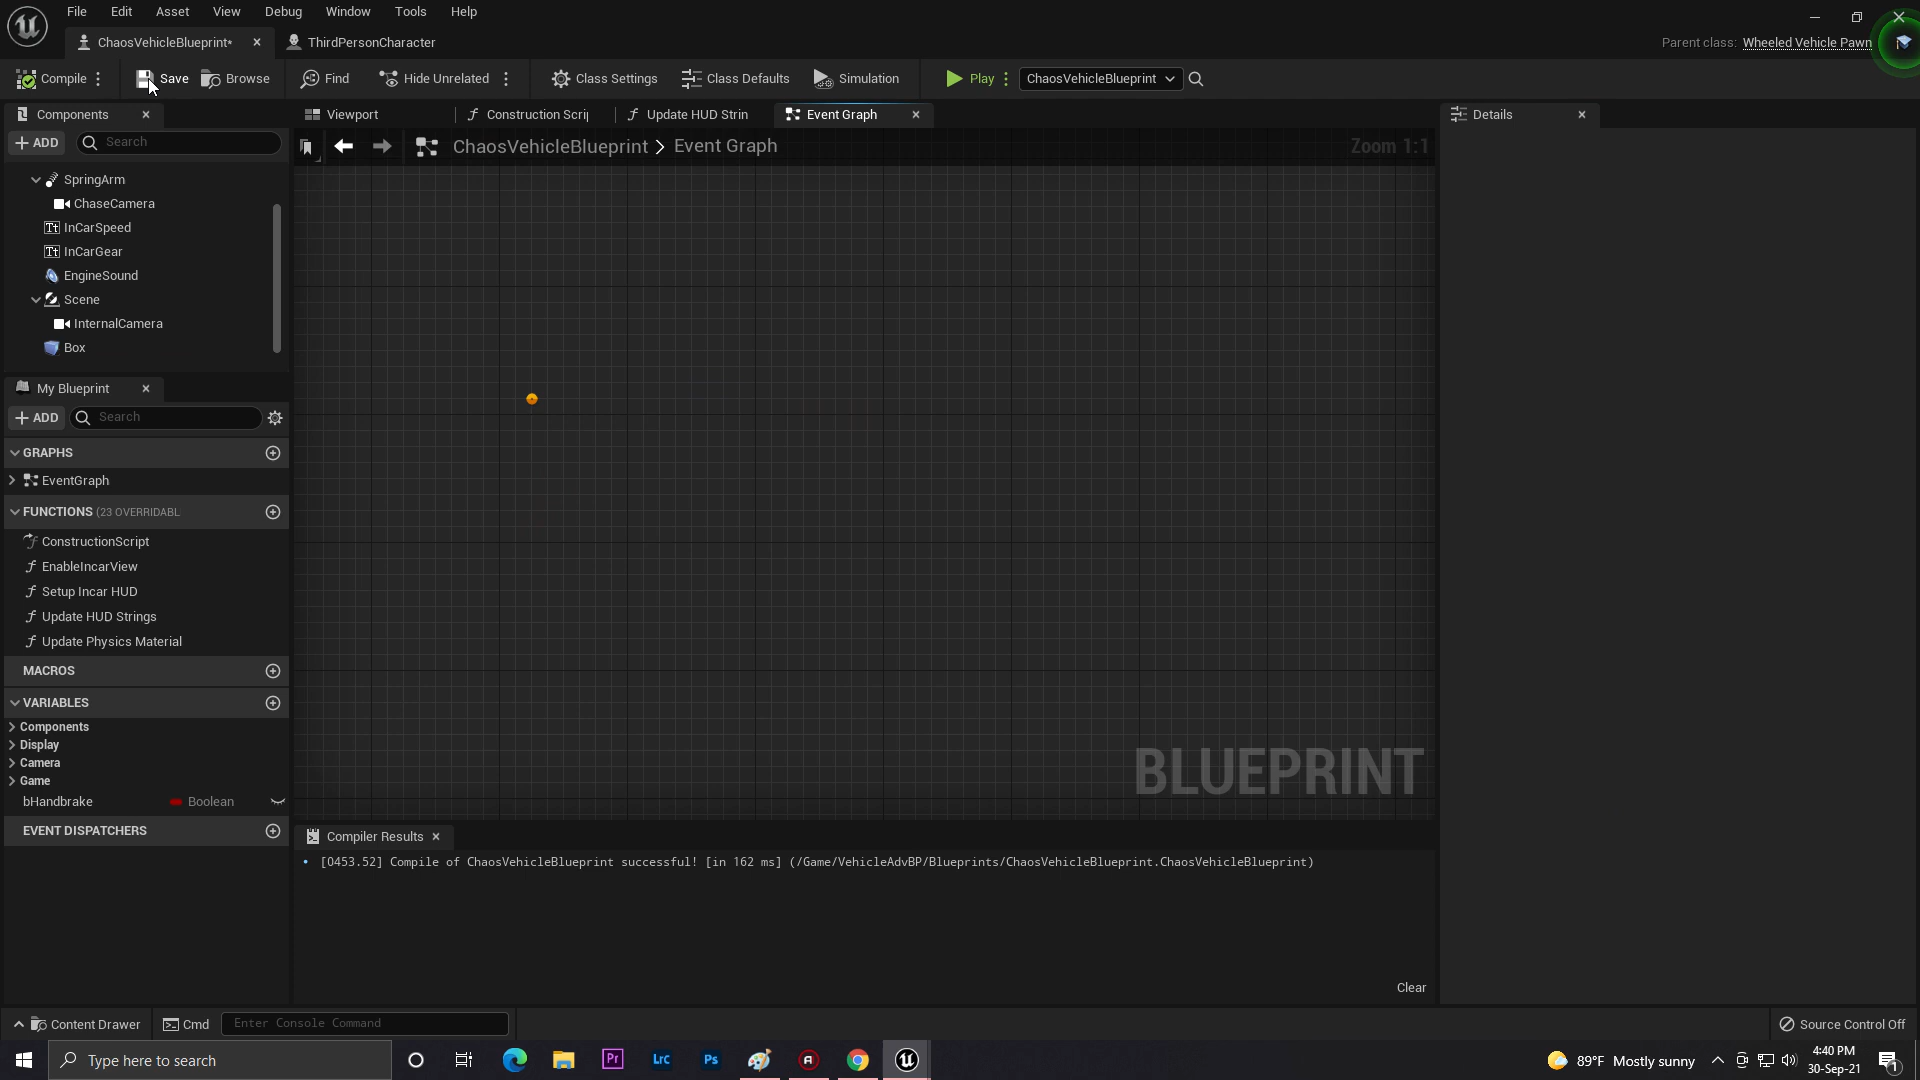 File Edit Asset View Debug Window Tools Help
ChaosVehicleBlueprint*
ThirdPersonCharacter
Parent class: Wheeled Vehicle Pawn
Compile
Save
Browse
Find
Hide Unrelated
Class Settings
Class Defaults
Simulation
Play
ChaosVehicleBlueprint
Components
ADD
Search
SpringArm
ChaseCamera
InCarSpeed
InCarGear
EngineSound
Scene
InternalCamera
Box
My Blueprint
ADD
Search
GRAPHS
EventGraph
FUNCTIONS (23 OVERRIDABL
ConstructionScript
EnableIncarView
Setup Incar HUD
Update HUD Strings
Update Physics Material
MACROS
VARIABLES
Components
Display
Camera
Game
bHandbrake Boolean
EVENT DISPATCHERS
Viewport
Construction Scrip
Update HUD Strin
Event Graph
ChaosVehicleBlueprint > Event Graph
Zoom 1:1
BLUEPRINT
Compiler Results
[0453.52] Compile of ChaosVehicleBlueprint successful! [in 162 ms] (/Game/VehicleAdvBP/Blueprints/ChaosVehicleBlueprint.ChaosVehicleBlueprint)
Clear
Details
Content Drawer
Cmd
Enter Console Command
Source Control Off
Type here to search
Pr
Lrc
Ps
89°F Mostly sunny
4:40 PM
30-Sep-21
1